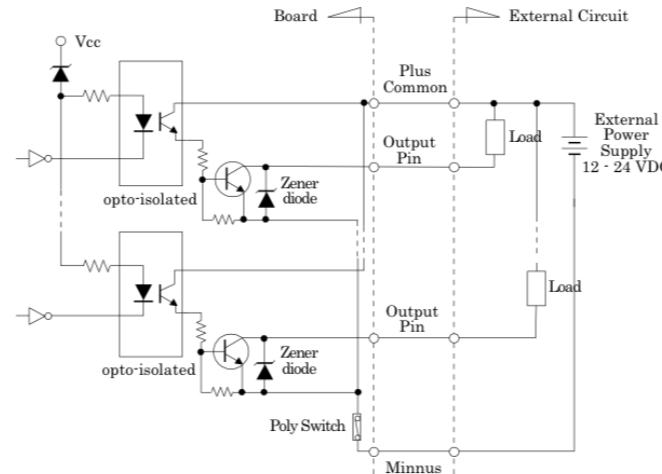 Board
External Circuit
Vcc
Plus
Common
External
Power
Supply
12 - 24 VDC
Load
Output
Pin
Zener
diode
opto-isolated
Load
Output
Pin
Zener
diode
opto-isolated
Poly Switch
Minnus